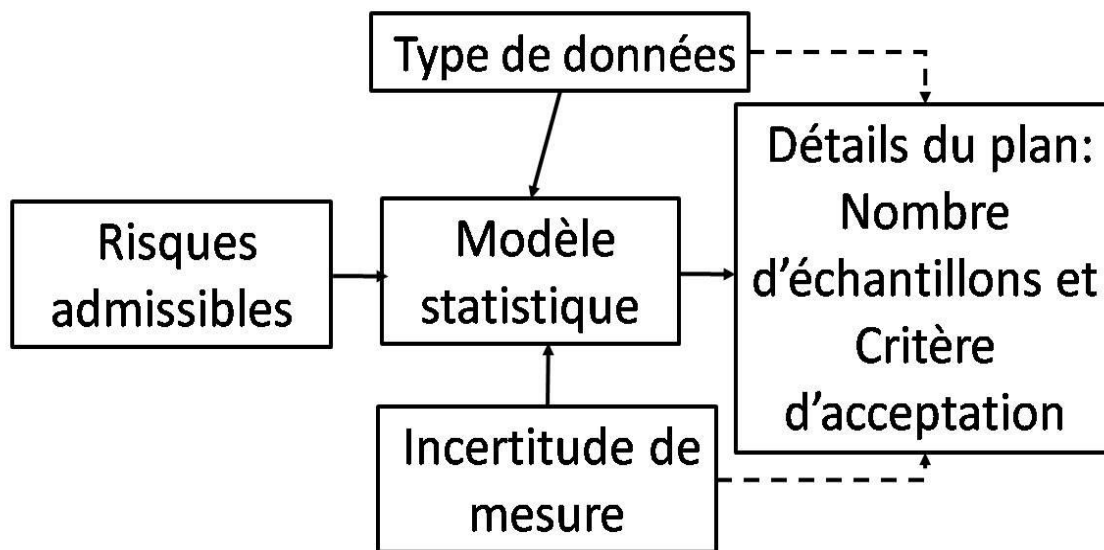 Type de données
Risques
admissibles
Modèle
statistique
Incertitude de
mesure
Détails du plan:
Nombre
d’échantillons et
Critère
d’acceptation